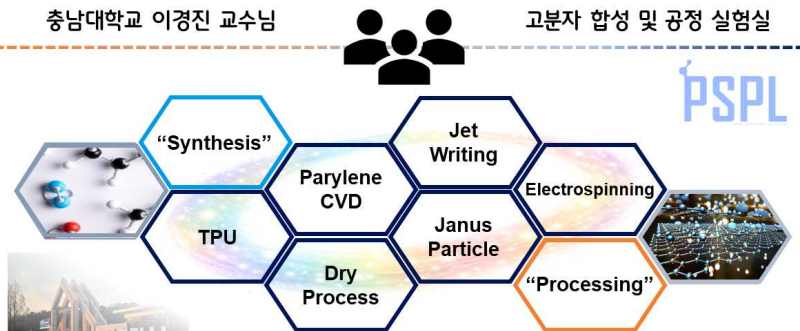 충남대학교 이경진 교수님
고분자 합성 및 공정 실험실
PSPL
“Synthesis”
Jet
Writing
Parylene
CVD
Electrospinning
TPU
Janus
Particle
Dry
Process
“Processing”